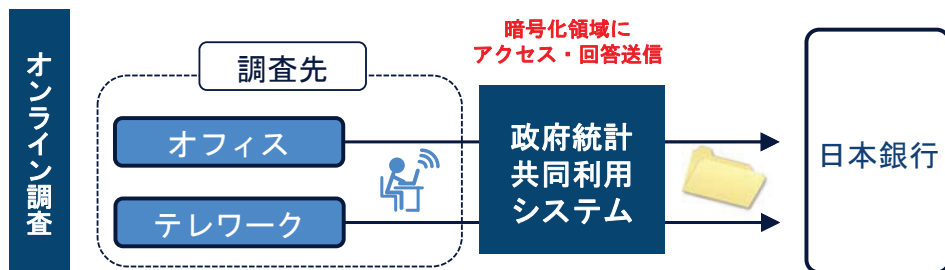 オンライン調査
調査先
オフィス
テレワーク
暗号化領域に
アクセス・回答送信
政府統計
共同利用
システム
日本銀行